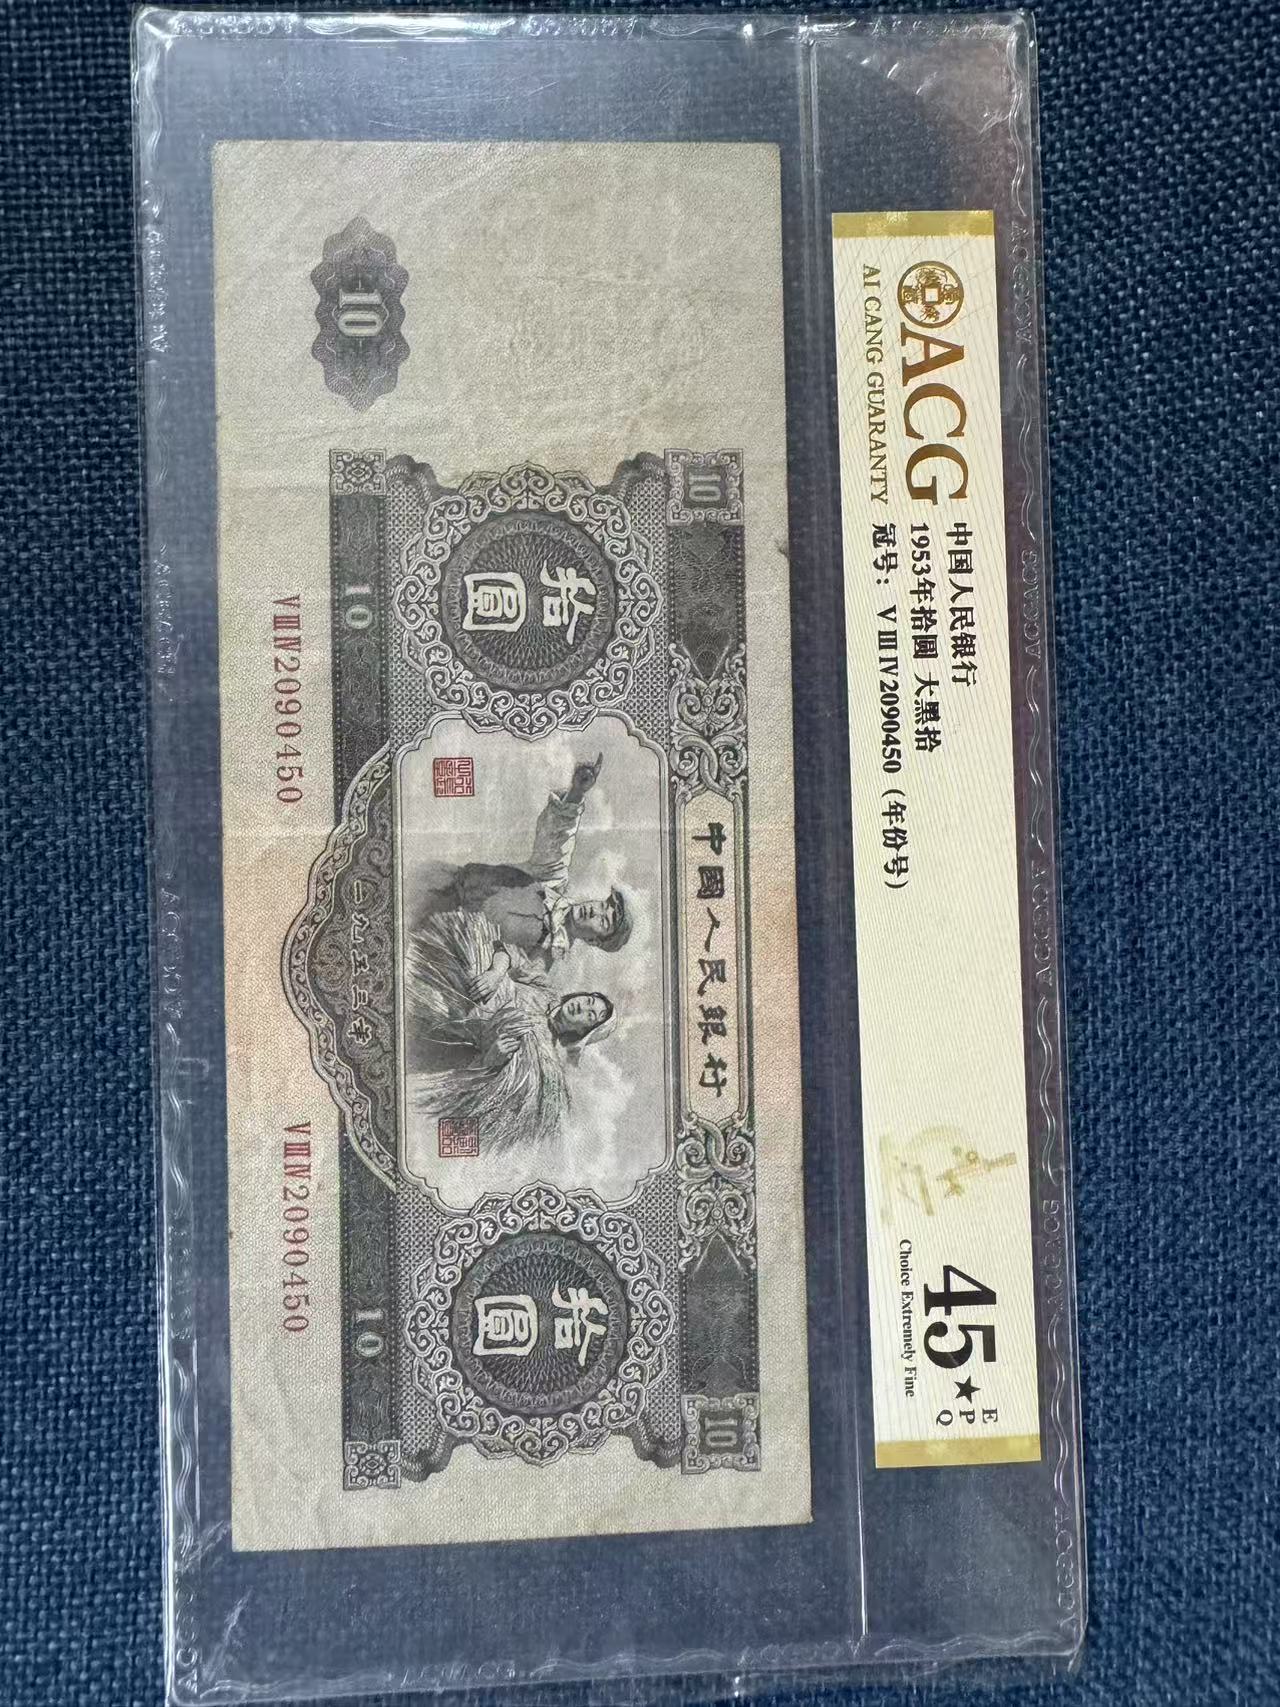 ACG
AI CANG GUARANTY
中国人民银行
1953年拾圓 大黑拾
冠号：ⅤⅢⅣ2090450（年份号）
45★
EPQ
Choice Extremely Fine
中國人民銀行
10
10
10
拾圓
拾圓
10
10
一九五三年
ⅤⅢⅣ2090450
ⅤⅢⅣ2090450